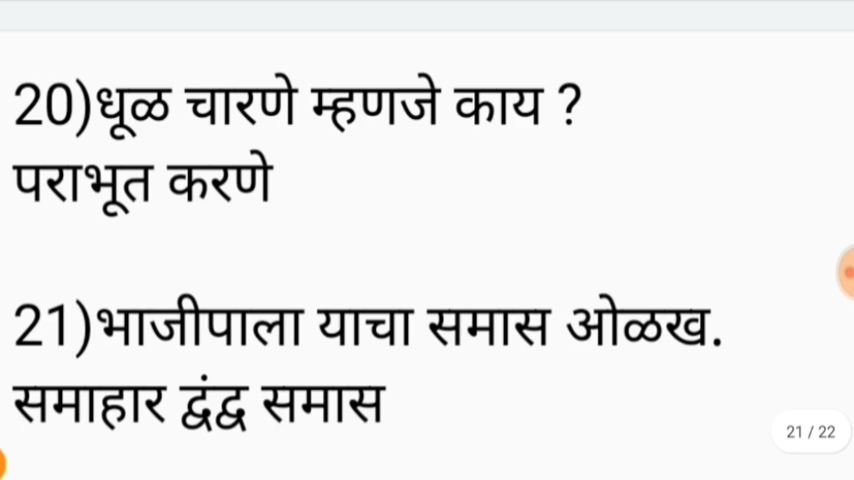 20)धूळ चारणे म्हणजे काय ?
पराभूत करणे
21)भाजीपाला याचा समास ओळख.
समाहार द्वंद्व समास
21 / 22